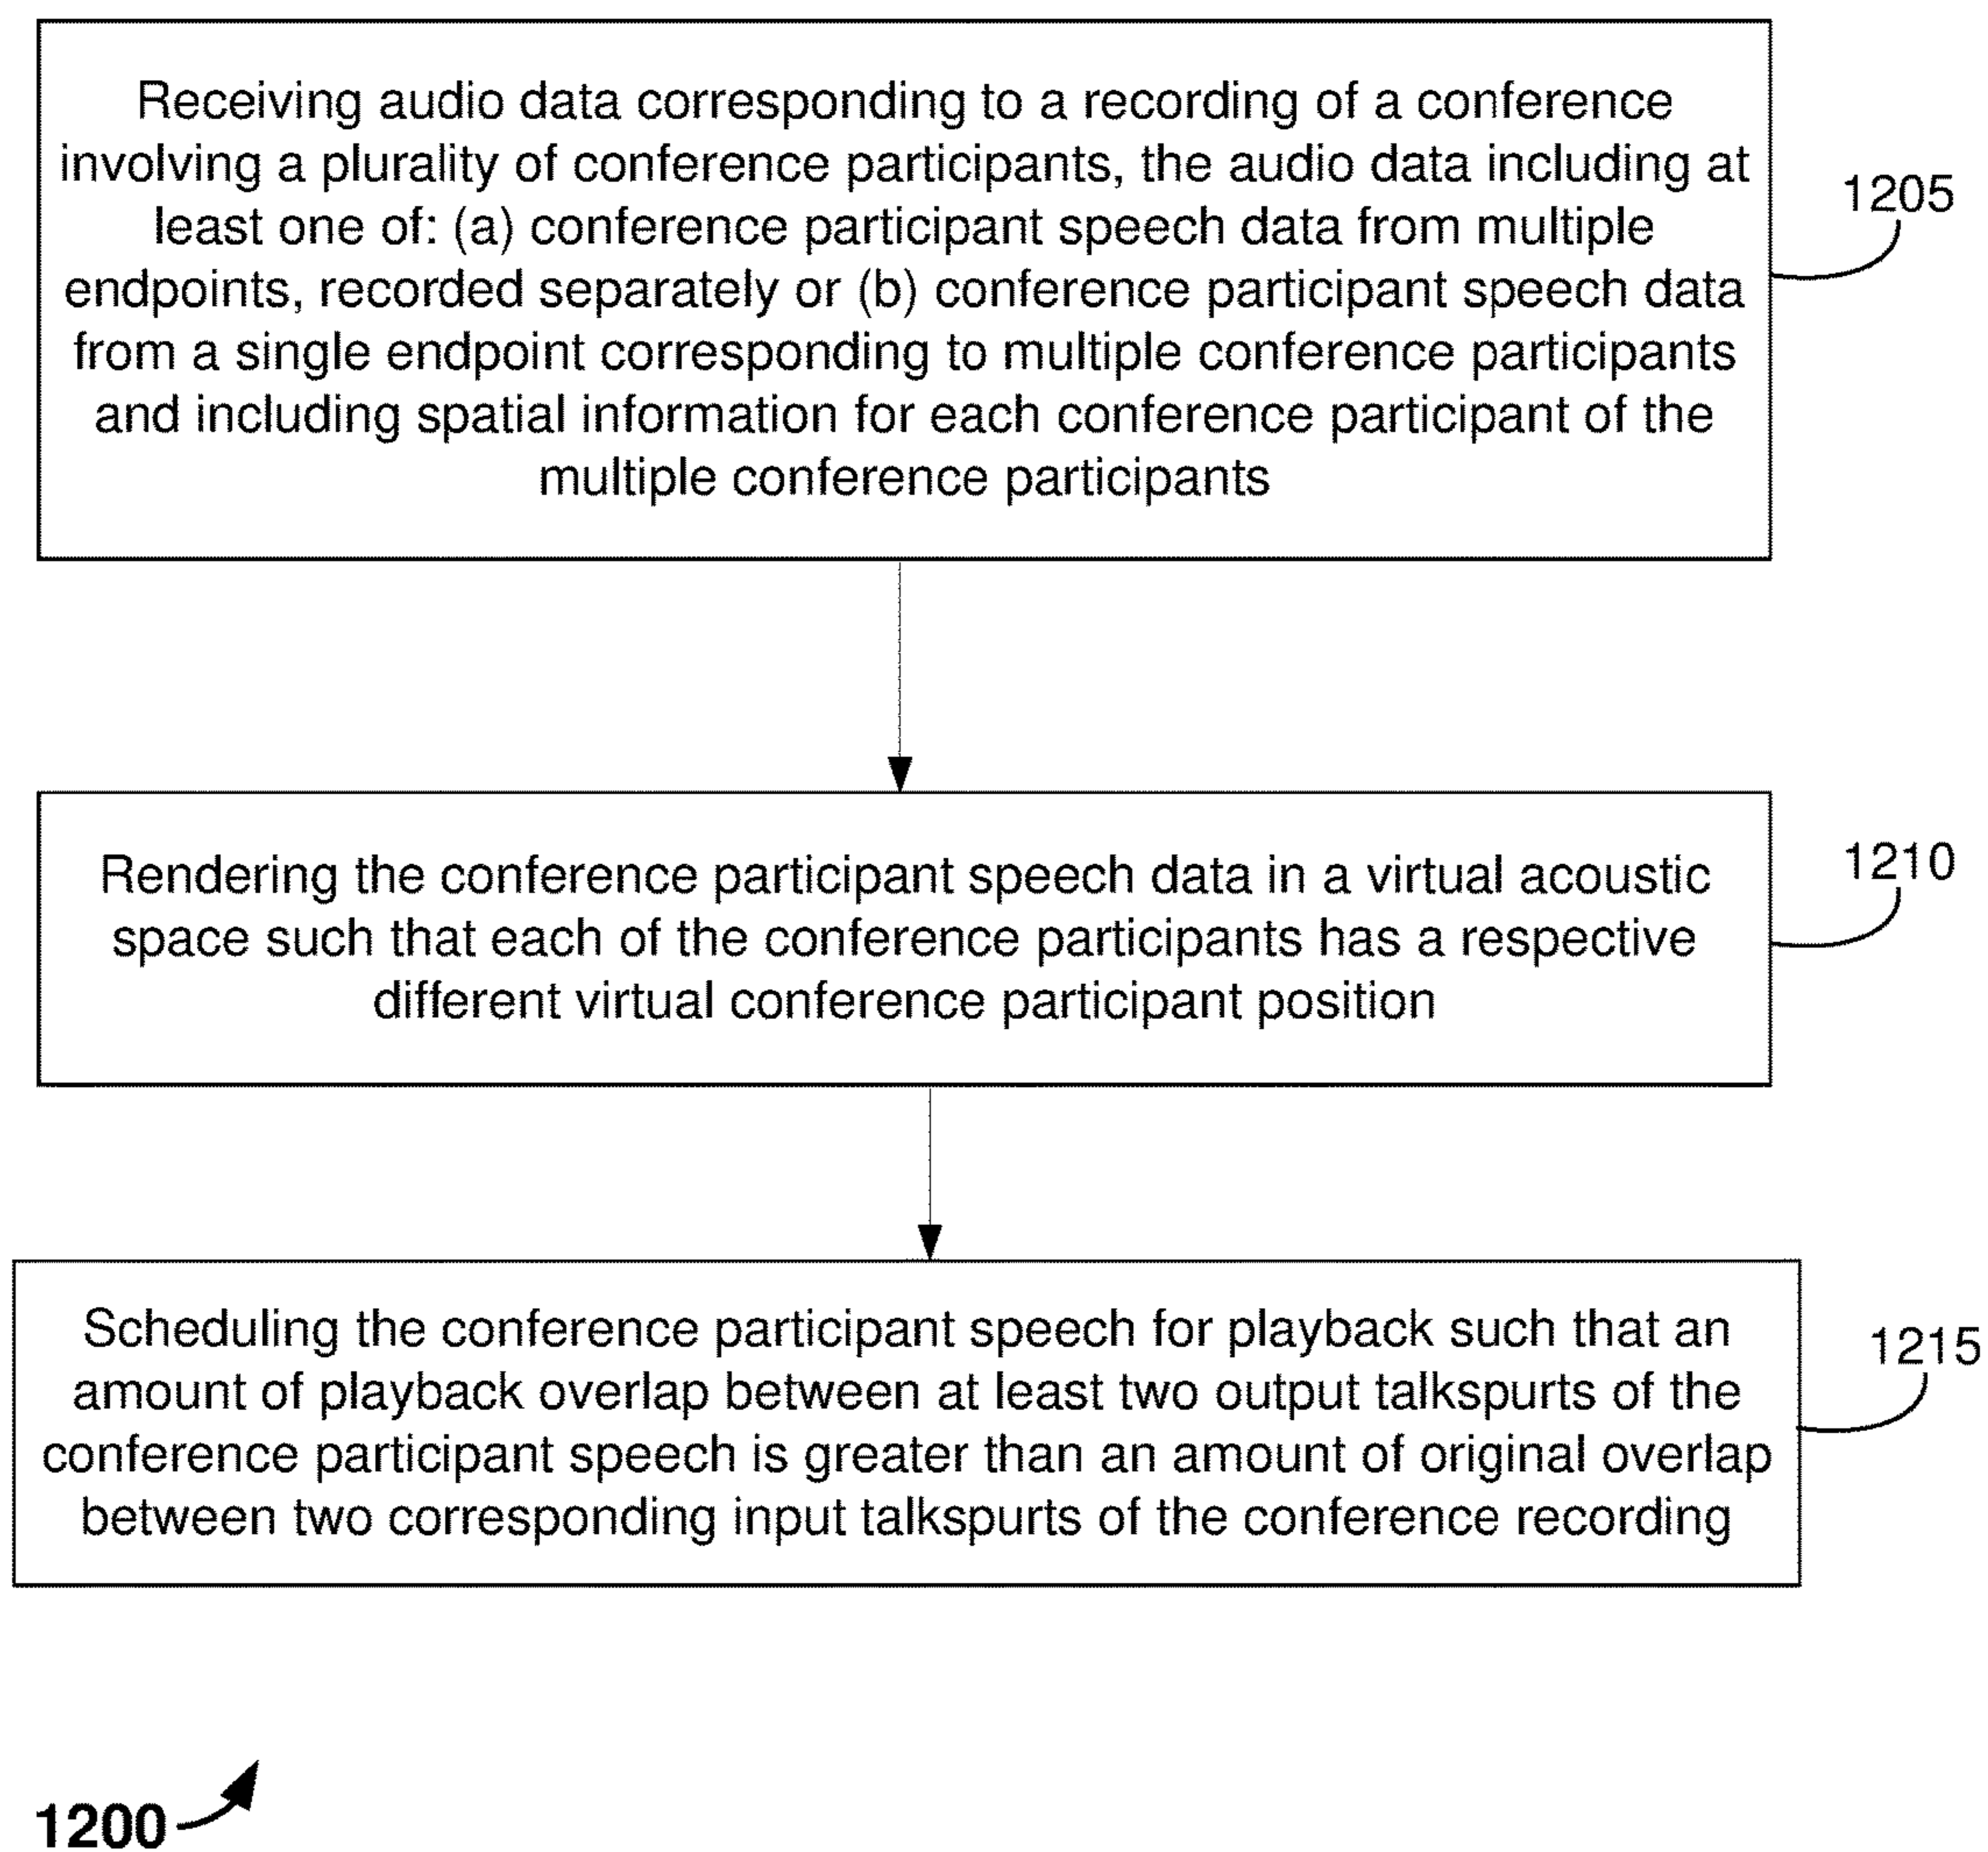 Receiving audio data corresponding to a recording of a conference
involving a plurality of conference participants, the audio data including at
least one of: (a) conference participant speech data from multiple
endpoints, recorded separately or (b) conference participant speech data
from a single endpoint corresponding to multiple conference participants
and including spatial information for each conference participant of the
multiple conference participants
1205
Rendering the conference participant speech data in a virtual acoustic
space such that each of the conference participants has a respective
different virtual conference participant position
1210
Scheduling the conference participant speech for playback such that an
amount of playback overlap between at least two output talkspurts of the
conference participant speech is greater than an amount of original overlap
between two corresponding input talkspurts of the conference recording
1215
1200